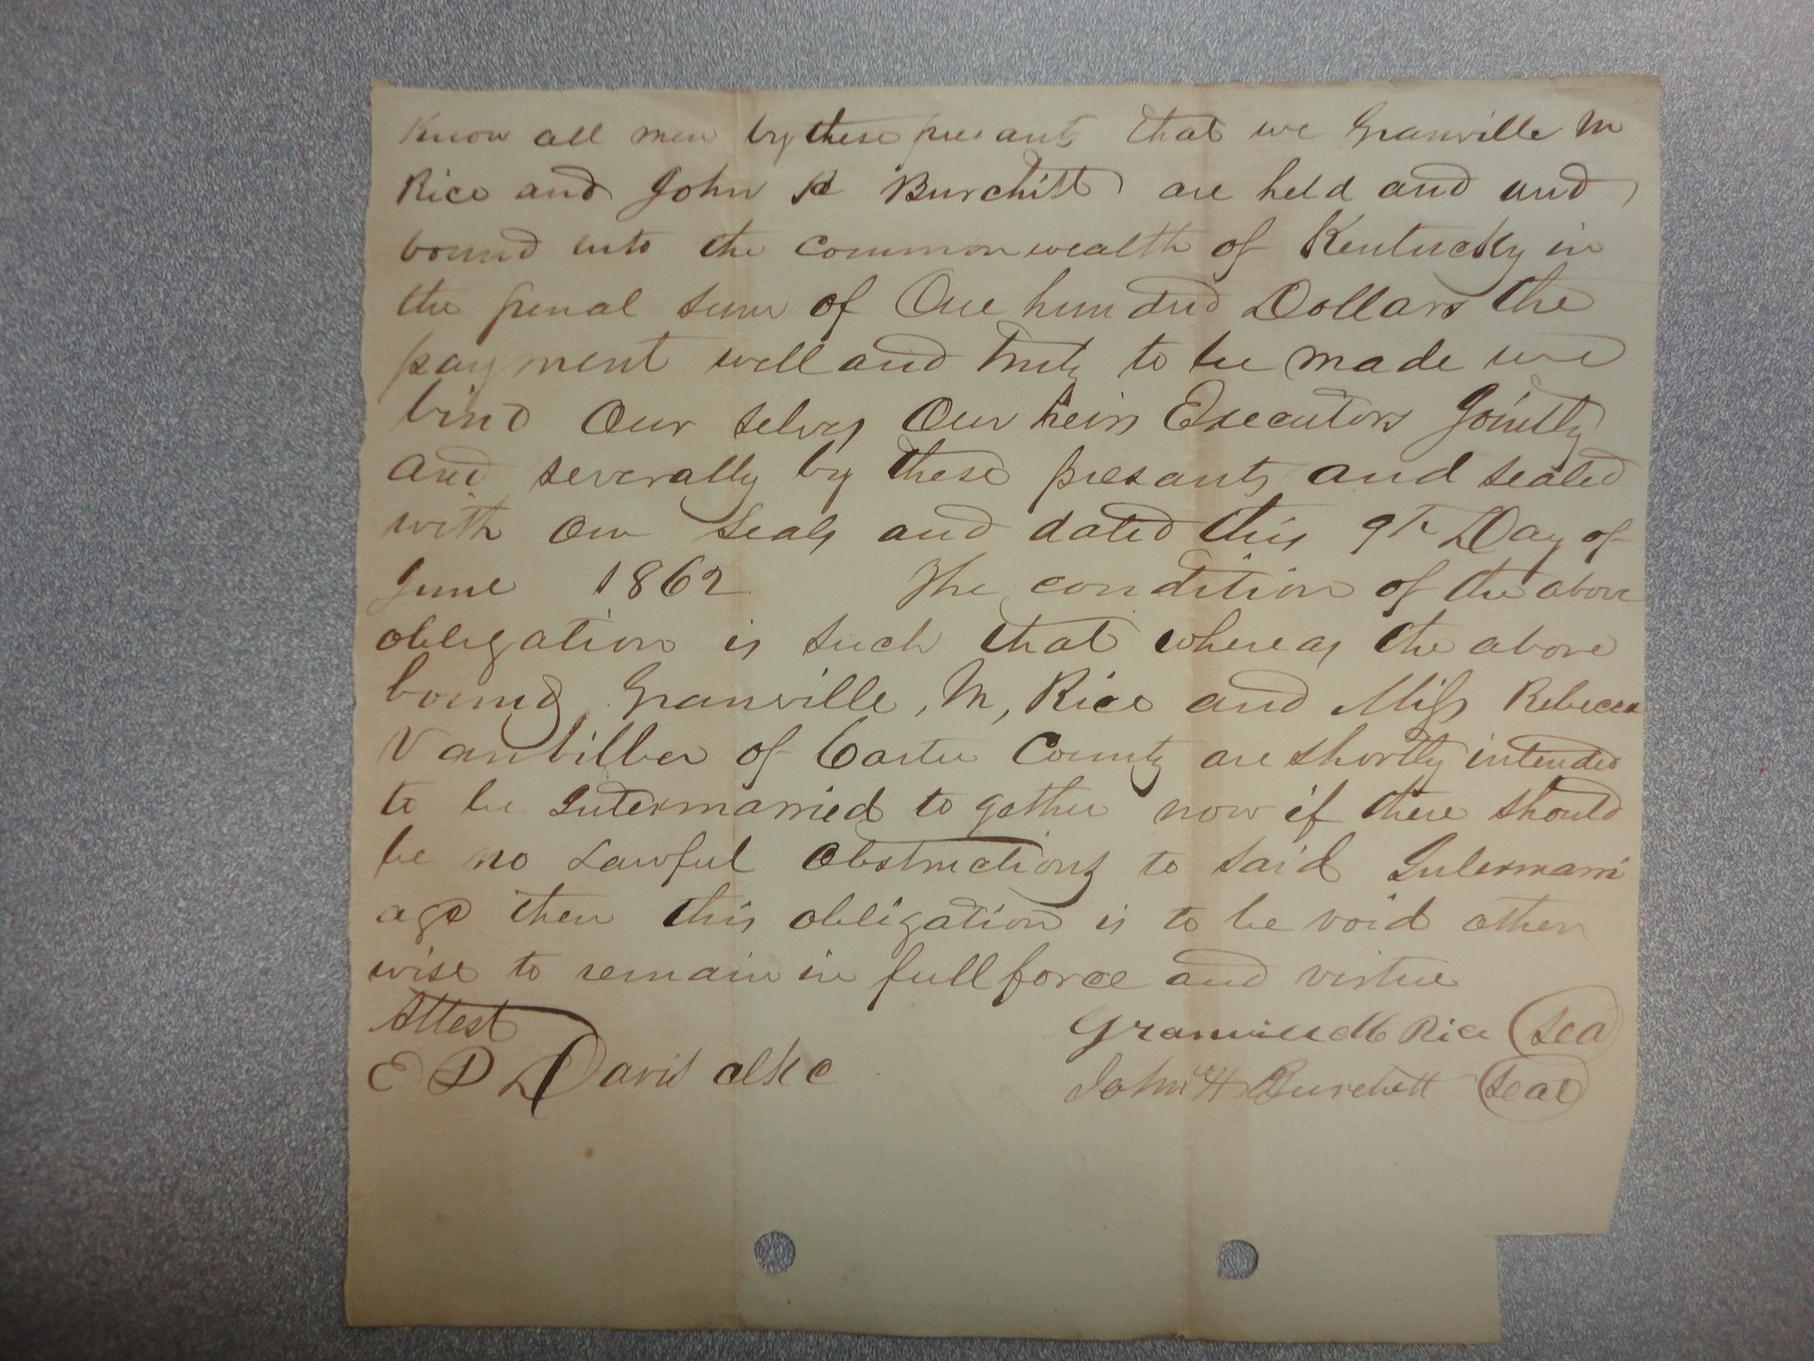 Know all men by these presants that we Granville M
Rice and John H Burchitt are held and and
bound unto the common wealth of Kentucky in
the penal sum of One hundred Dollars the
payment well and truly to be made we
bind Our selves Our heirs Executors Jointly
and severally by these presants and sealed
with our Seals and dated this 9th Day of
June 1862 The condition of the above
obligation is such that whereas the above
bound Granville, M, Rice and Miss Rebecca
Vanbilber of Carter County are shortly intended
to be Intermarried to gather now if there should
be no Lawful Obstructions to said Intermarri
age then this obligation is to be void other
wise to remain in full force and virtue
Attest
Granville M Rice Seal
E D David clk c
John H Burchett Seal